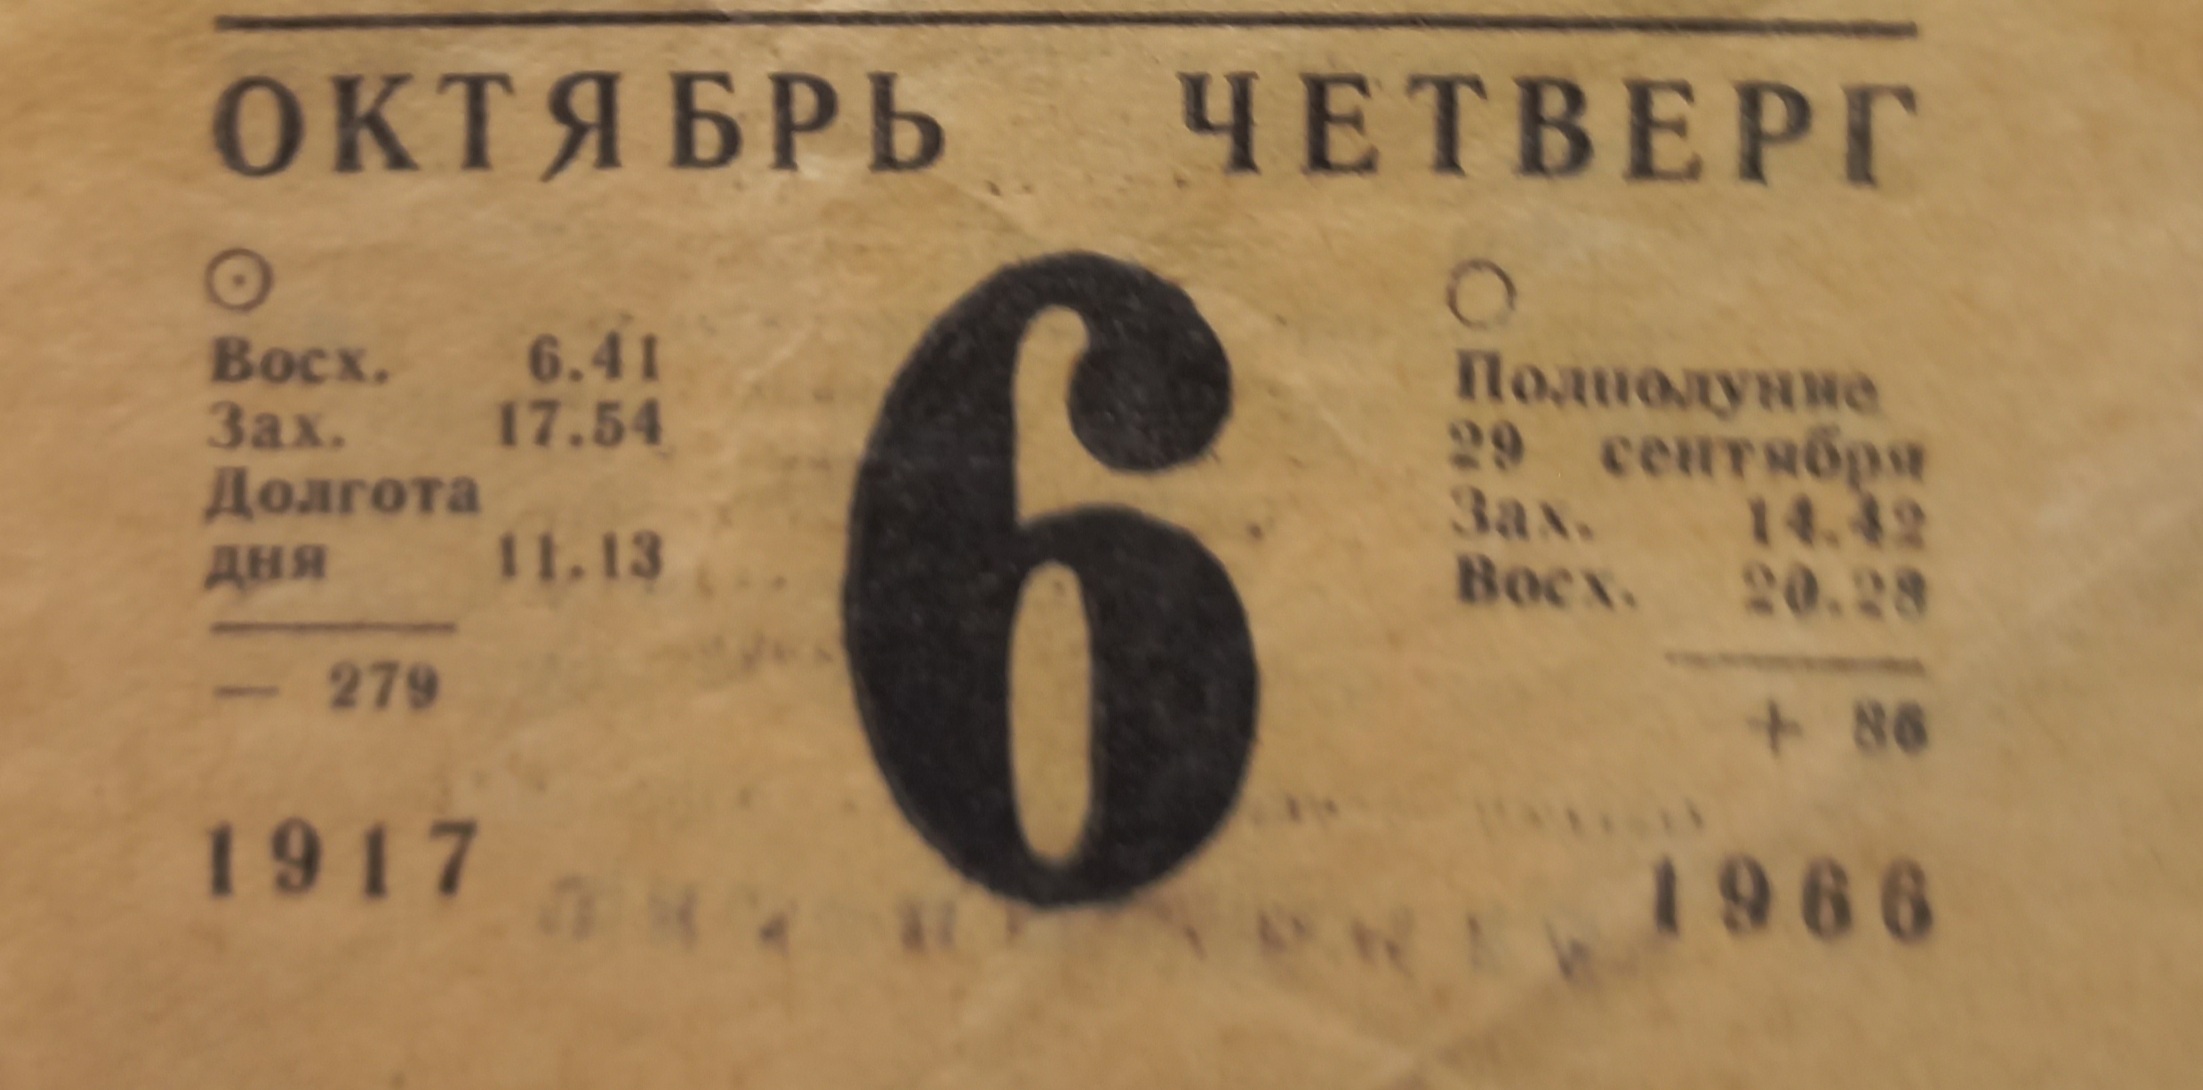 ОКТЯБРЬ ЧЕТВЕРГ
Восх. 6.41
Зах. 17.54
Долгота
дня 11.13
— 279
1917
6
Полнолуние
29 сентября
Зах. 14.42
Восх. 20.28
+ 86
1966